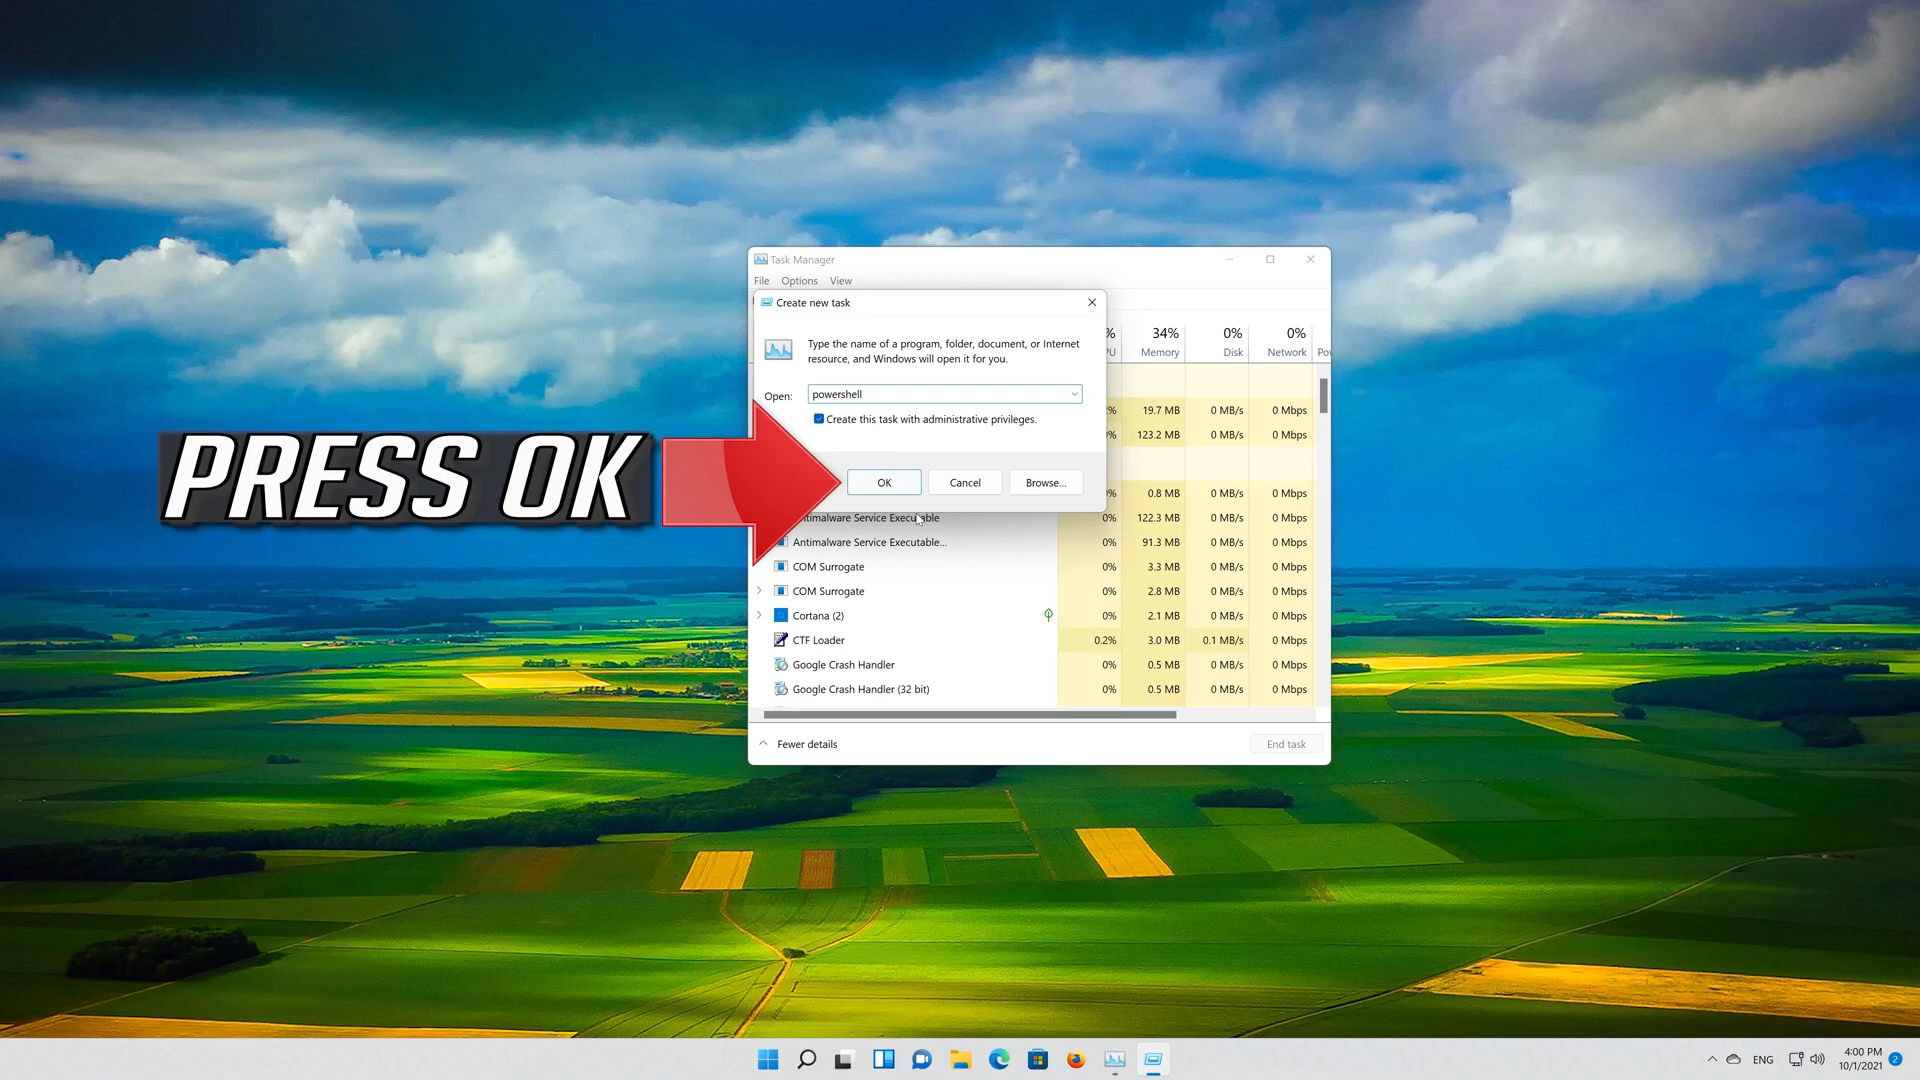 Task Manager
File Options View
Create new task
Type the name of a program, folder, document, or Internet
resource, and Windows will open it for you.
Open: powershell
Create this task with administrative privileges.
OK Cancel Browse...
PRESS OK
% 34% 0% 0%
Memory Disk Network
19.7 MB 0 MB/s 0 Mbps
123.2 MB 0 MB/s 0 Mbps
% 0.8 MB 0 MB/s 0 Mbps
Antimalware Service Executable 0% 122.3 MB 0 MB/s 0 Mbps
Antimalware Service Executable... 0% 91.3 MB 0 MB/s 0 Mbps
COM Surrogate 0% 3.3 MB 0 MB/s 0 Mbps
COM Surrogate 0% 2.8 MB 0 MB/s 0 Mbps
Cortana (2) 0% 2.1 MB 0 MB/s 0 Mbps
CTF Loader 0.2% 3.0 MB 0.1 MB/s 0 Mbps
Google Crash Handler 0% 0.5 MB 0 MB/s 0 Mbps
Google Crash Handler (32 bit) 0% 0.5 MB 0 MB/s 0 Mbps
Fewer details End task
ENG 4:00 PM 2
10/1/2021